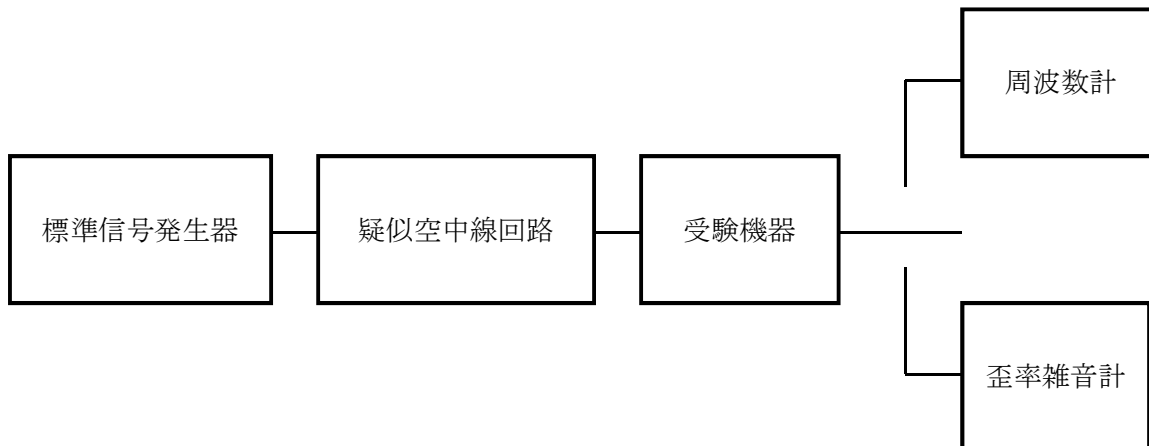 周波数計
標準信号発生器
疑似空中線回路
受験機器
歪率雑音計